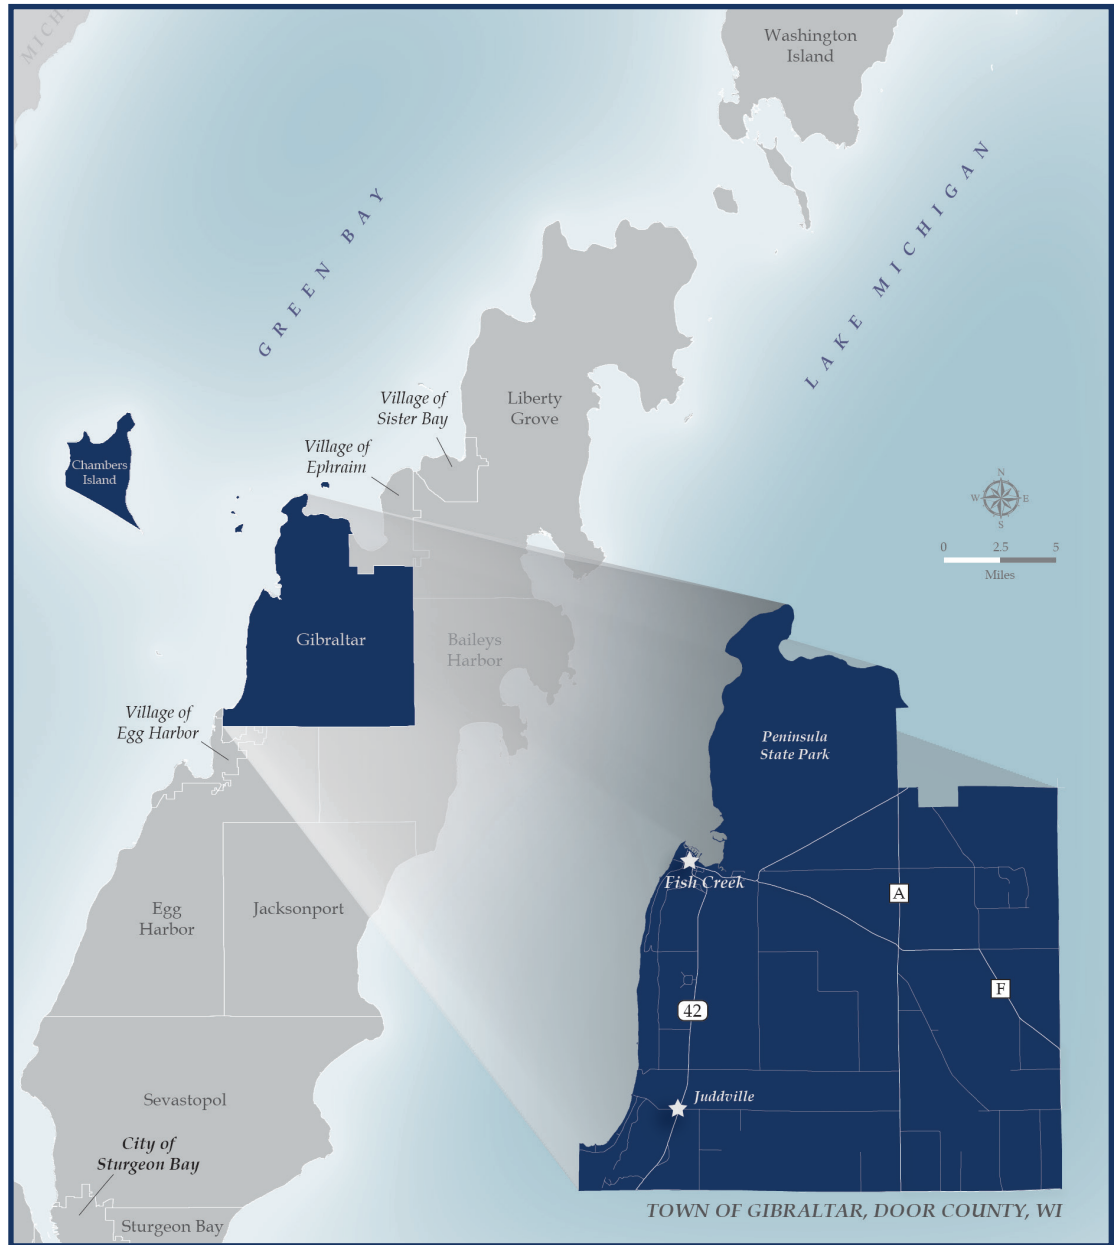 MICH
Washington
Island
GREEN BAY
LAKE MICHIGAN
Village of
Sister Bay
Liberty
Grove
Village of
Ephraim
Chambers
Island
N
W
E
S
0
2.5
5
Miles
Gibraltar
Baileys
Harbor
Village of
Egg Harbor
Peninsula
State Park
Fish Creek
A
Egg
Harbor
Jacksonport
F
42
Sevastopol
Juddville
City of
Sturgeon Bay
Sturgeon Bay
TOWN OF GIBRALTAR, DOOR COUNTY, WI